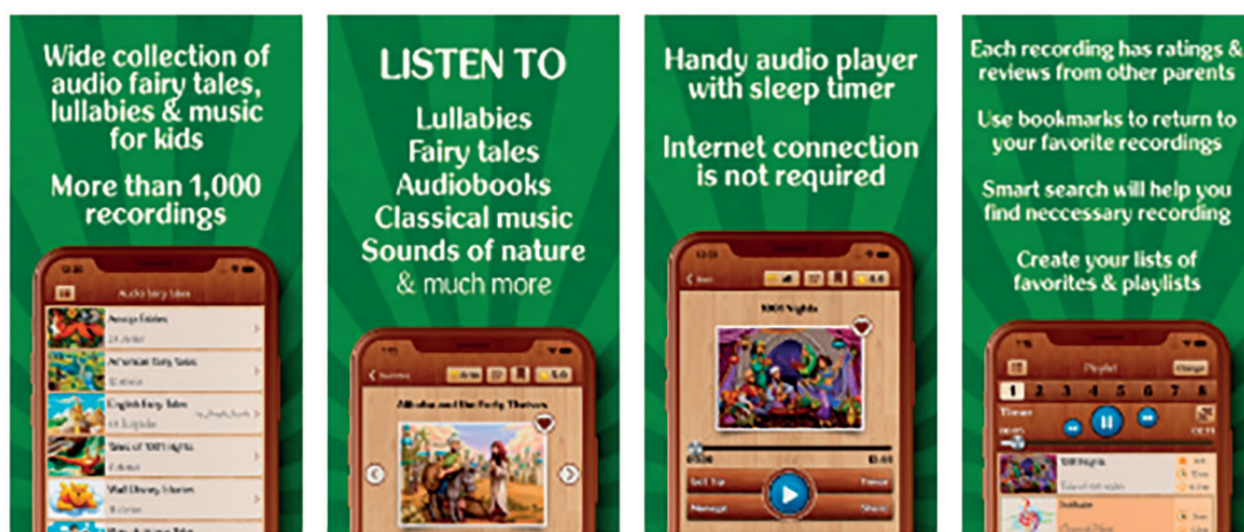 Wide collection of
audio fairy tales,
lullabies & music
for kids
More than 1,000
recordings
Audio fairy tales
Aesop Fables
American fairy tales
English Fairy Tales
Tales of 1001 nights
Walt Disney Stories
LISTEN TO
Lullabies
Fairy tales
Audiobooks
Classical music
Sounds of nature
& much more
Alibaba and the Forty Thieves
Handy audio player
with sleep timer
Internet connection
is not required
1001 Nights
Timer
Each recording has ratings &
reviews from other parents
Use bookmarks to return to
your favorite recordings
Smart search will help you
find neccessary recording
Create your lists of
favorites & playlists
Playlist
1 2 3 4 5 6 7 8
Timer
1001 Nights